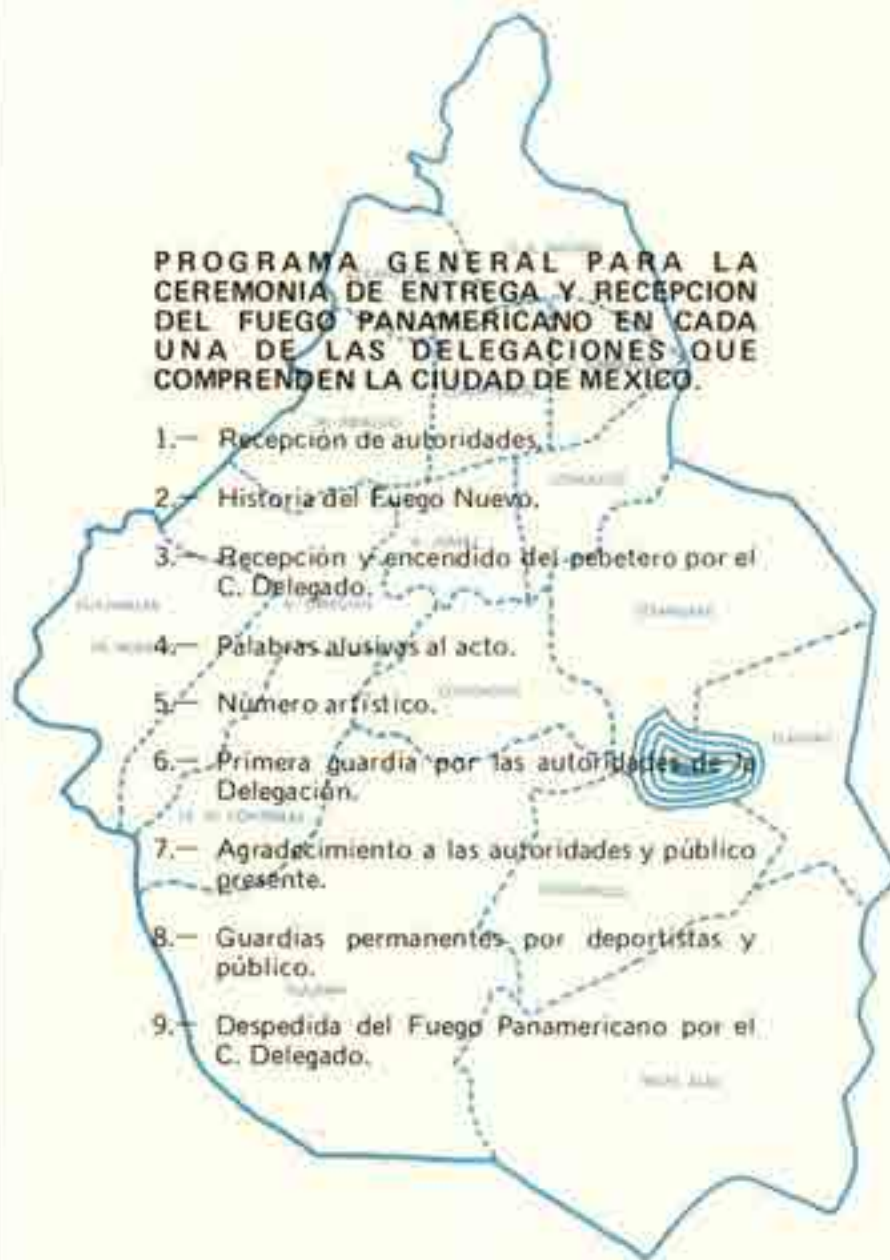 PROGRAMA GENERAL PARA LA
CEREMONIA DE ENTREGA Y RECEPCION
DEL FUEGO PANAMERICANO EN CADA
UNA DE LAS DELEGACIONES QUE
COMPRENDEN LA CIUDAD DE MEXICO.
1.— Recepción de autoridades.
2.— Historia del Fuego Nuevo.
3.— Recepción y encendido del pebetero por el
C. Delegado.
4.— Palabras alusivas al acto.
5.— Número artístico.
6.— Primera guardia por las autoridades de la
Delegación.
7.— Agradecimiento a las autoridades y público
presente.
8.— Guardias permanentes por deportistas y
público.
9.— Despedida del Fuego Panamericano por el
C. Delegado.